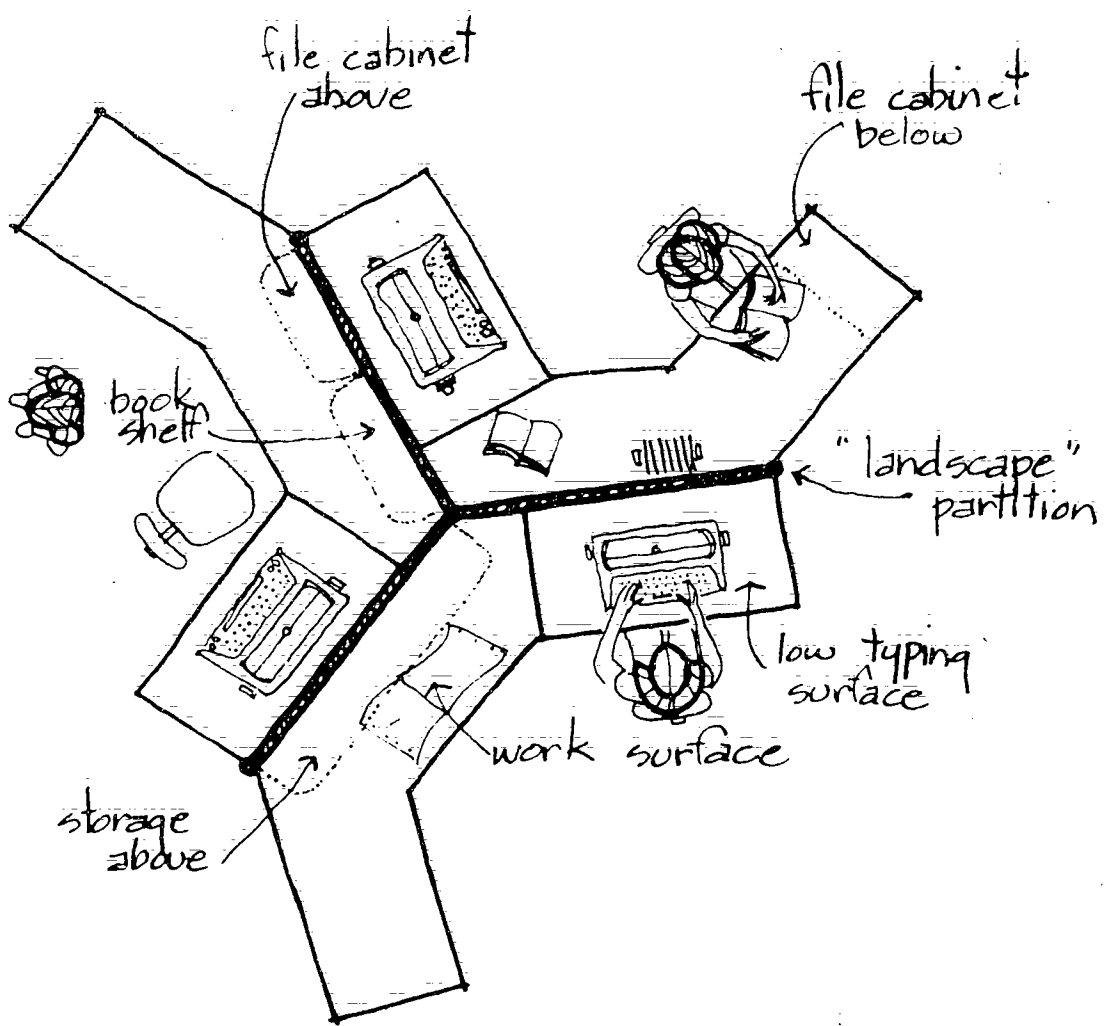 file cabinet
above
file cabinet
below
book
shelf
"landscape"
partition
low typing
surface
work surface
storage
above